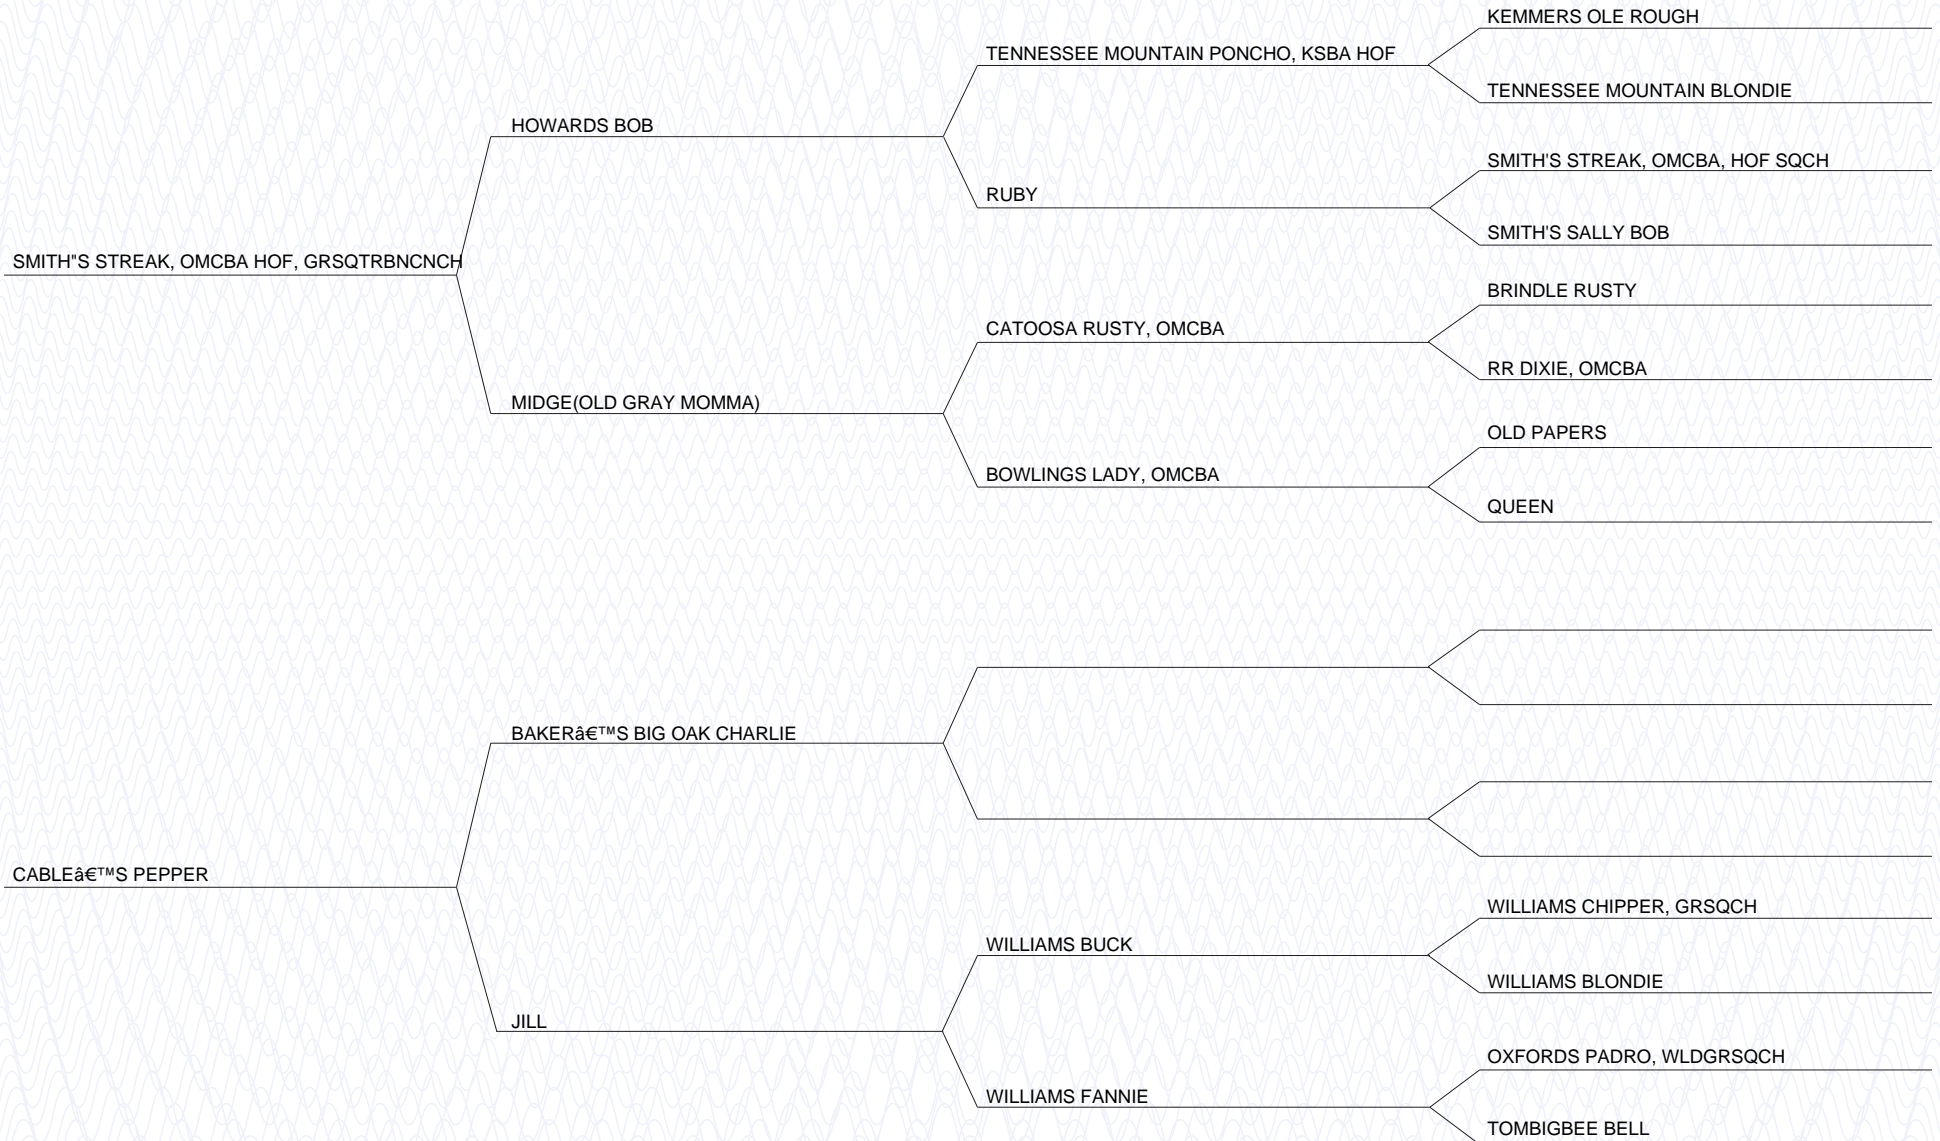 KEMMERS OLE ROUGH
TENNESSEE MOUNTAIN PONCHO, KSBA HOF
TENNESSEE MOUNTAIN BLONDIE
HOWARDS BOB
SMITH'S STREAK, OMCBA, HOF SQCH
RUBY
SMITH'S SALLY BOB
SMITH"S STREAK, OMCBA HOF, GRSQTRBNCNCH
BRINDLE RUSTY
CATOOSA RUSTY, OMCBA
RR DIXIE, OMCBA
MIDGE(OLD GRAY MOMMA)
OLD PAPERS
BOWLINGS LADY, OMCBA
QUEEN
BAKERâ€™S BIG OAK CHARLIE
CABLEâ€™S PEPPER
WILLIAMS CHIPPER, GRSQCH
WILLIAMS BUCK
WILLIAMS BLONDIE
JILL
OXFORDS PADRO, WLDGRSQCH
WILLIAMS FANNIE
TOMBIGBEE BELL